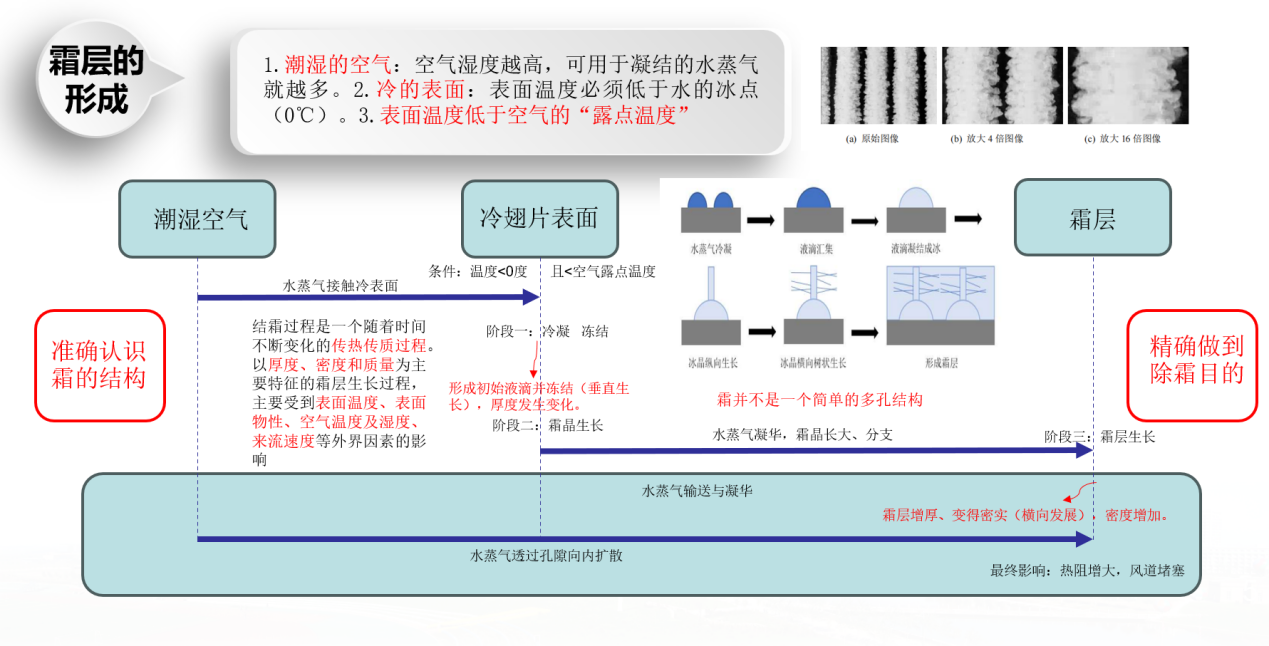 霜层的
形成
1.潮湿的空气：空气湿度越高，可用于凝结的水蒸气
就越多。2.冷的表面：表面温度必须低于水的冰点
（0℃）。3.表面温度低于空气的“露点温度”
(a) 原始图像
(b) 放大 4 倍图像
(c) 放大 16 倍图像
潮湿空气
冷翅片表面
霜层
水蒸气冷凝
液滴汇集
液滴凝结成冰
冰晶纵向生长
冰晶横向树状生长
形成霜层
条件：温度<0度
且<空气露点温度
水蒸气接触冷表面
准确认识
霜的结构
结霜过程是一个随着时间
不断变化的传热传质过程。
以厚度、密度和质量为主
要特征的霜层生长过程，
主要受到表面温度、表面
物性、空气温度及湿度、
来流速度等外界因素的影
响
阶段一：冷凝 冻结
形成初始液滴并冻结（垂直生
长），厚度发生变化。
阶段二：霜晶生长
霜并不是一个简单的多孔结构
水蒸气凝华，霜晶长大、分支
阶段三：霜层生长
精确做到
除霜目的
水蒸气输送与凝华
霜层增厚、变得密实（横向发展），密度增加。
水蒸气透过孔隙向内扩散
最终影响：热阻增大，风道堵塞